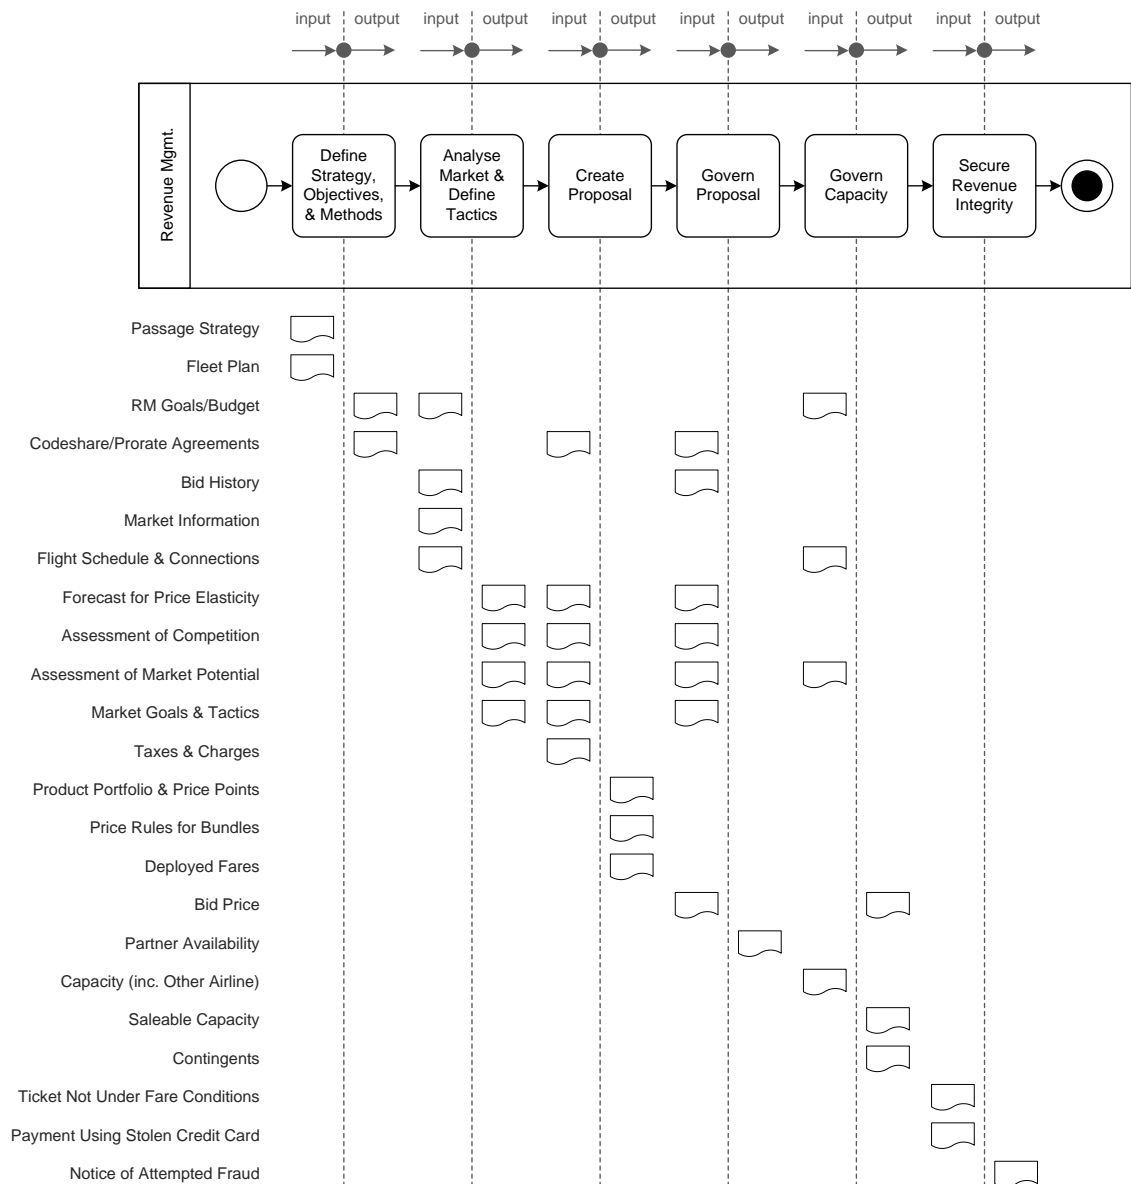 input output input output input output input output input output input output
Revenue Mgmt.
Define
Strategy,
Objectives,
& Methods
Analyse
Market &
Define
Tactics
Create
Proposal
Govern
Proposal
Govern
Capacity
Secure
Revenue
Integrity
Passage Strategy
Fleet Plan
RM Goals/Budget
Codeshare/Prorate Agreements
Bid History
Market Information
Flight Schedule & Connections
Forecast for Price Elasticity
Assessment of Competition
Assessment of Market Potential
Market Goals & Tactics
Taxes & Charges
Product Portfolio & Price Points
Price Rules for Bundles
Deployed Fares
Bid Price
Partner Availability
Capacity (inc. Other Airline)
Saleable Capacity
Contingents
Ticket Not Under Fare Conditions
Payment Using Stolen Credit Card
Notice of Attempted Fraud